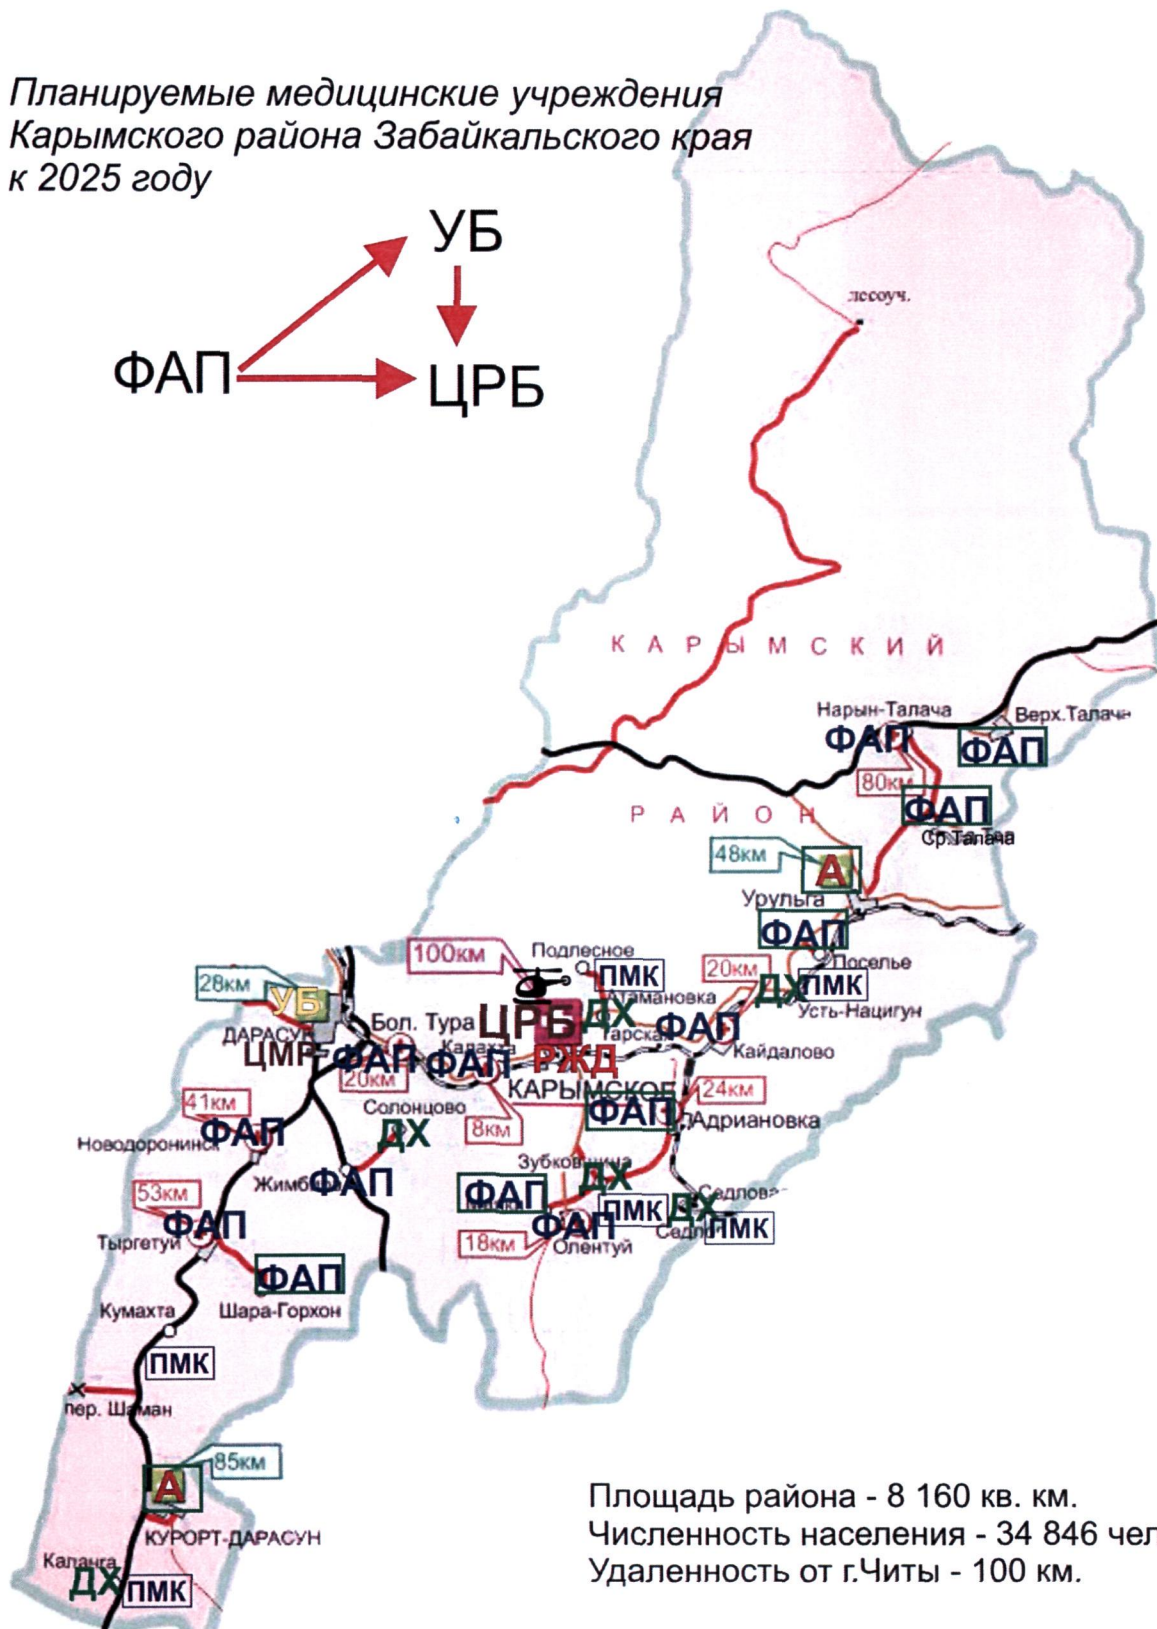 Планируемые медицинские учреждения
Карымского района Забайкальского края
к 2025 году
УБ
ФАП
ЦРБ
лесоуч.
КАРЫМСКИЙ
Нарын-Талача
Верх.Талача
ФАП
ФАП
80км
РАЙОН
ФАП
Ср.Талача
48км
А
Урульга
ФАП
100км
Подлесное
Поселье
ПМК
20км
ПМК
28км
УБ
ДХ
Атамановка
Усть-Нацигун
ДАРАСУН
Бол. Тура
ЦРБ
ДХ
Тарская
ФАП
ЦМР
ФАП
Калахта
ФАП
РЖД
Кайдалово
20км
КАРЫМСКОЕ
24км
41км
Солонцово
ФАП
Адриановка
Новодоронинск
ФАП
ДХ
8км
Жимбира
ФАП
Зубковщина
ДХ
53км
ФАП
Седловая
Тыргетуй
ФАП
ПМК
ДХ
ФАП
ПМК
18км
Олентуй
ФАП
Кумахта
Шара-Горхон
ПМК
пер. Шаман
85км
А
КУРОРТ-ДАРАСУН
Каланга
ДХ
ПМК
Площадь района - 8 160 кв. км.
Численность населения - 34 846 чел
Удаленность от г.Читы - 100 км.